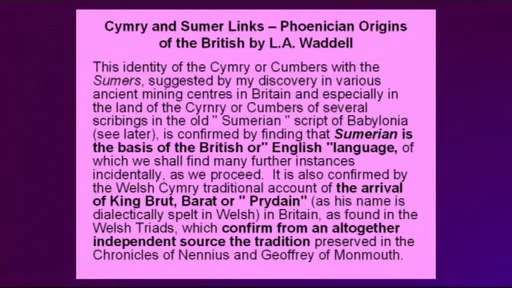 Cymry and Sumer Links – Phoenician Origins
of the British by L.A. Waddell
This identity of the Cymry or Cumbers with the
Sumers, suggested by my discovery in various
ancient mining centres in Britain and especially in
the land of the Cyrnry or Cumbers of several
scribings in the old " Sumerian " script of Babylonia
(see later), is confirmed by finding that Sumerian is
the basis of the British or" English "language, of
which we shall find many further instances
incidentally, as we proceed. It is also confirmed by
the Welsh Cymry traditional account of the arrival
of King Brut, Barat or " Prydain" (as his name is
dialectically spelt in Welsh) in Britain, as found in the
Welsh Triads, which confirm from an altogether
independent source the tradition preserved in the
Chronicles of Nennius and Geoffrey of Monmouth.